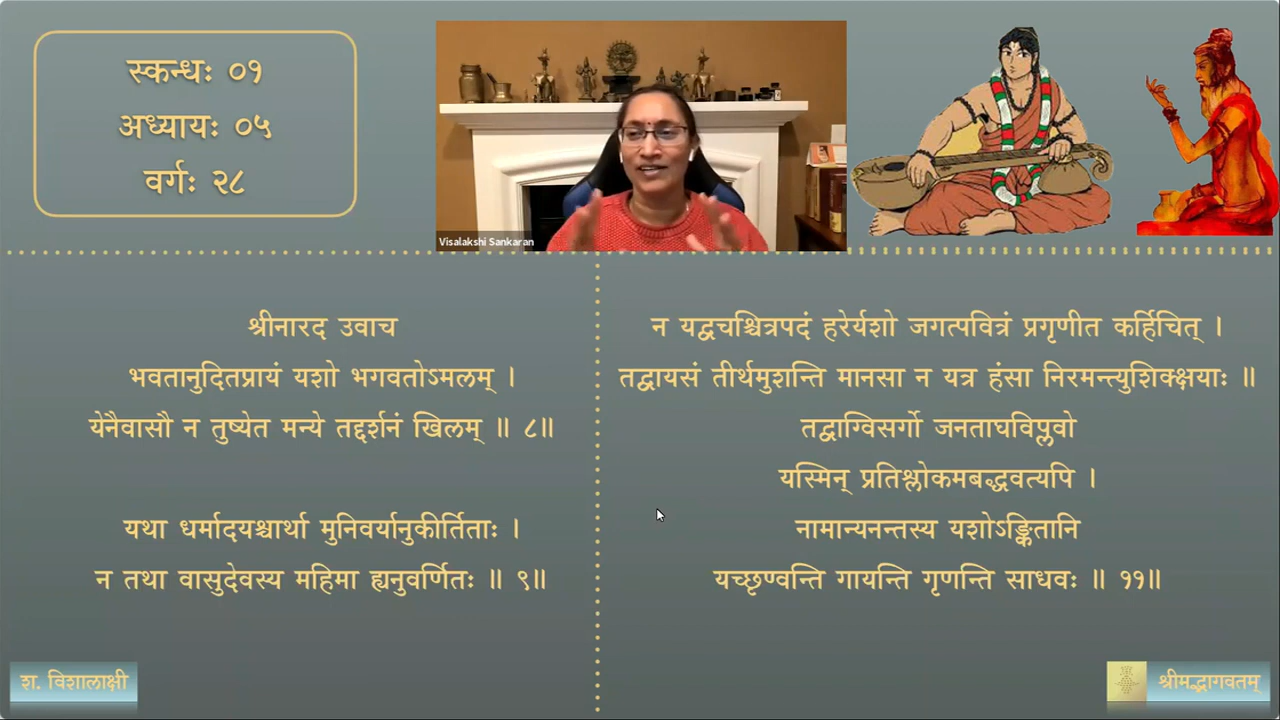 स्कन्धः ०१
अध्यायः ०५
वर्गः २८
Visalakshi Sankaran
श्रीनारद उवाच
भवतानुदितप्रायं यशो भगवतोऽमलम् ।
येनैवासौ न तुष्येत मन्ये तद्दर्शनं खिलम् ॥ ८॥
यथा धर्मादयश्चार्था मुनिवर्यानुकीर्तिताः ।
न तथा वासुदेवस्य महिमा ह्यनुवर्णितः ॥ ९॥
न यद्वचश्चित्रपदं हरेर्यशो जगत्पवित्रं प्रगृणीत कर्हिचित् ।
तद्वायसं तीर्थमुशन्ति मानसा न यत्र हंसा निरमन्त्युशिक्क्षयाः ॥
तद्वाग्विसर्गो जनताघविप्लवो
यस्मिन् प्रतिश्लोकमबद्धवत्यपि ।
नामान्यनन्तस्य यशोऽङ्कितानि
यच्छृण्वन्ति गायन्ति गृणन्ति साधवः ॥ ११॥
श. विशालाक्षी
श्रीमद्भागवतम्